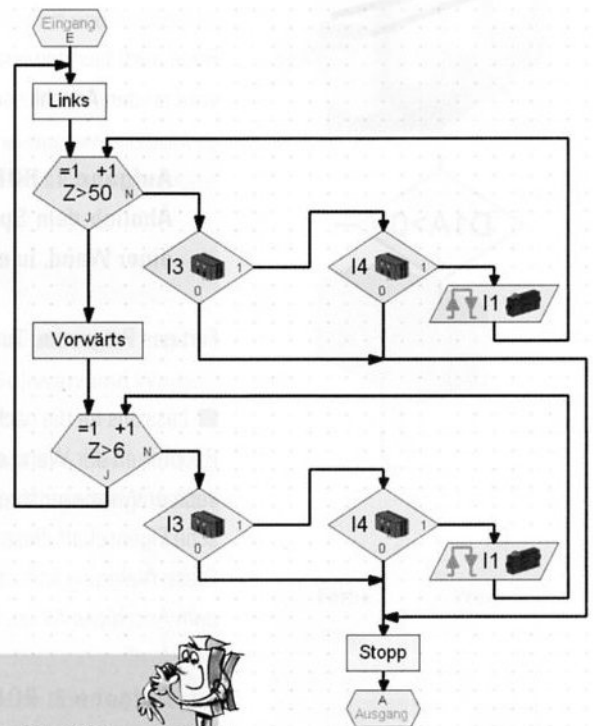 Eingang
E
Links
=1 +1
Z>50 N
J
I3 1
0
I4 1
0
I1
Vorwärts
=1 +1
Z>6 N
J
I3 1
0
I4 1
0
I1
Stopp
A
Ausgang